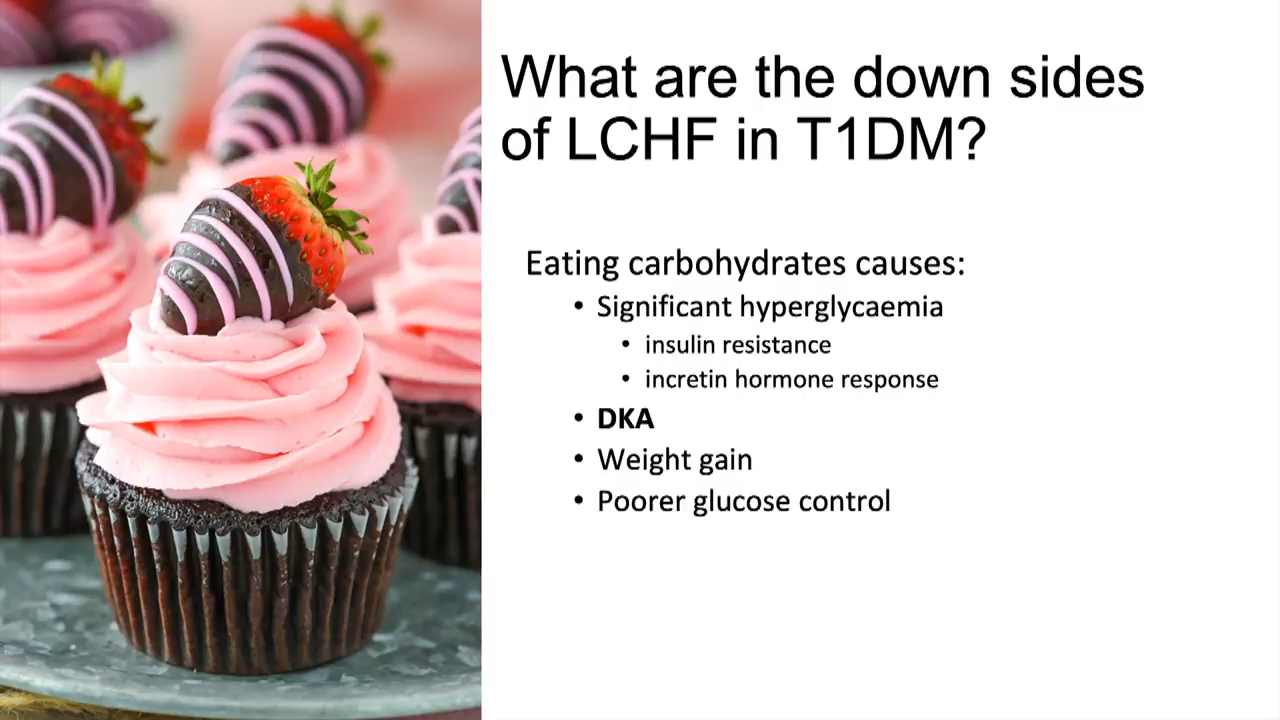 What are the down sides
of LCHF in T1DM?
Eating carbohydrates causes:
• Significant hyperglycaemia
• insulin resistance
• incretin hormone response
• DKA
• Weight gain
• Poorer glucose control